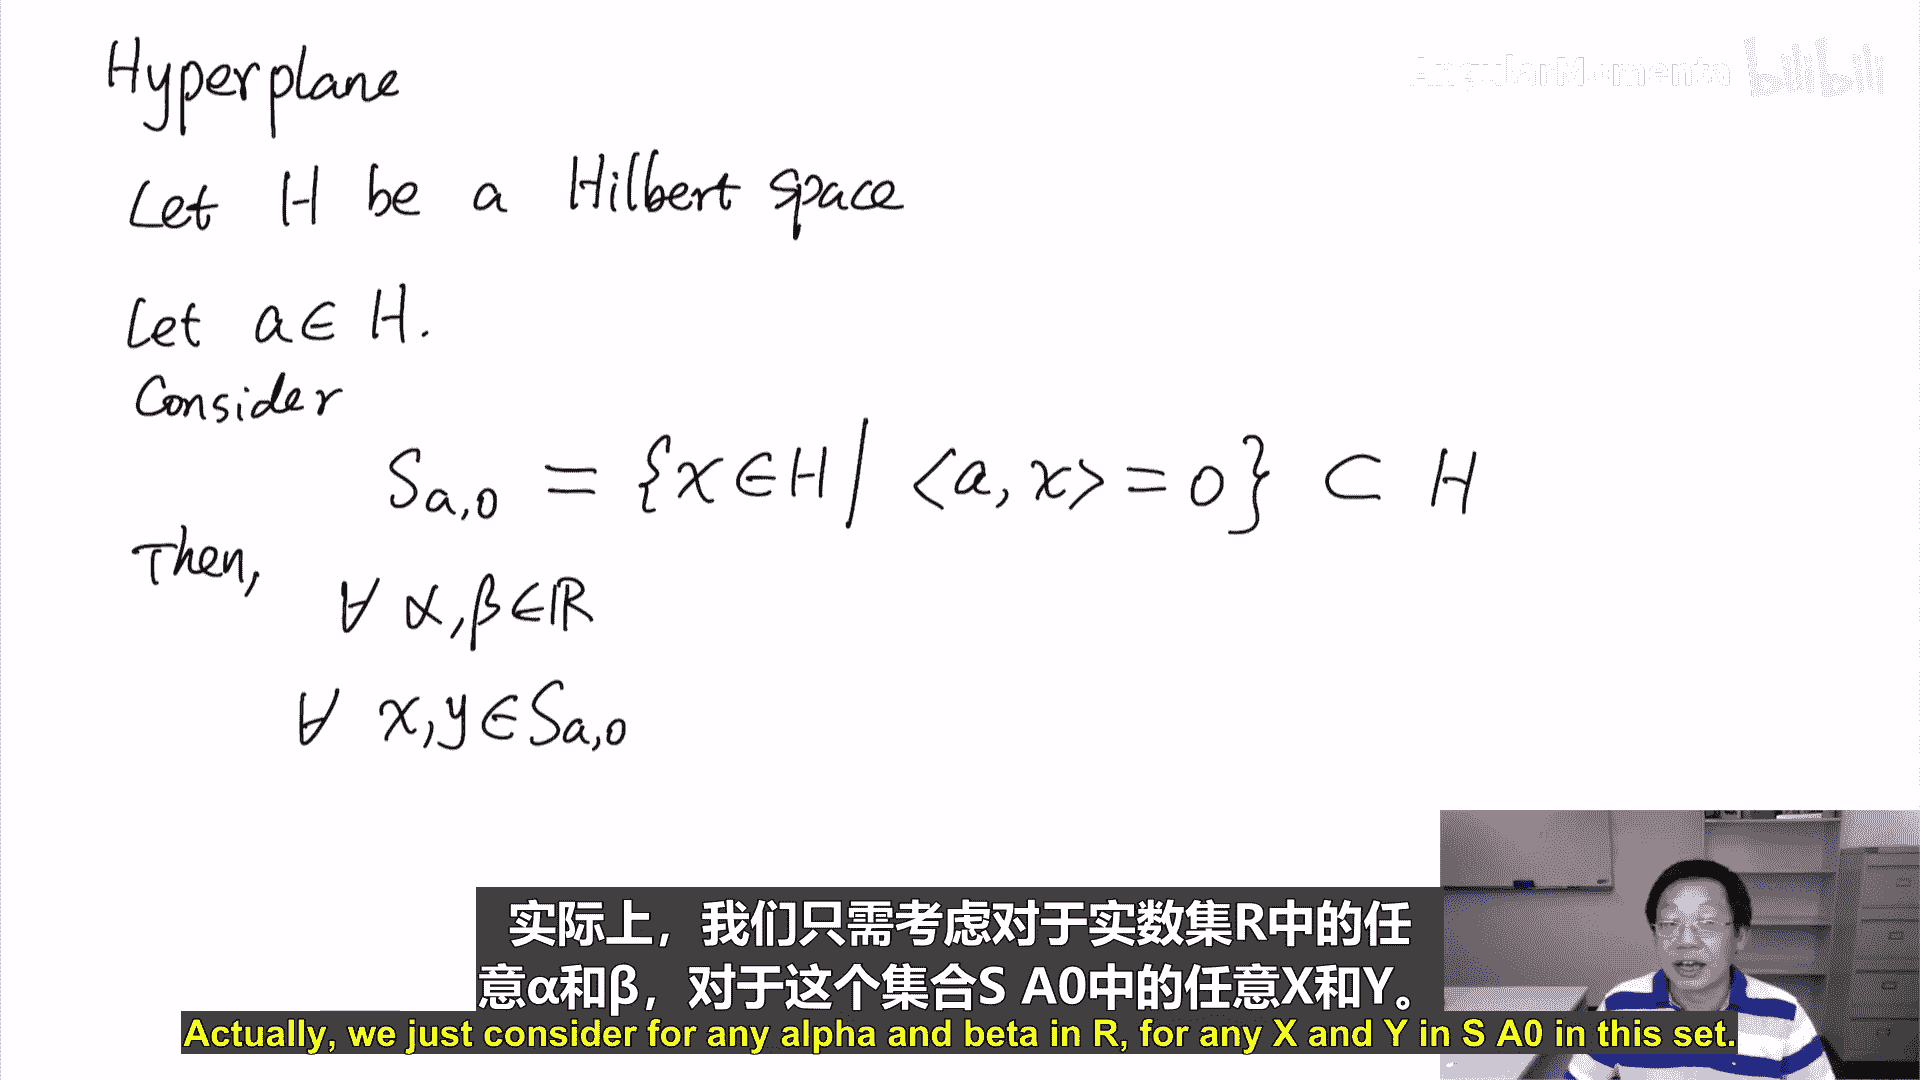 AngularMomenta bilibili
Hyperplane
Let H be a Hilbert space
Let a ∈ H.
Consider
S_{a,0} = {x ∈ H | <a, x> = 0} ⊂ H
Then,
∀ α, β ∈ ℝ
∀ x, y ∈ S_{a,0}
实际上，我们只需考虑对于实数集R中的任
意α和β，对于这个集合S A0中的任意X和Y。
Actually, we just consider for any alpha and beta in R, for any X and Y in S A0 in this set.